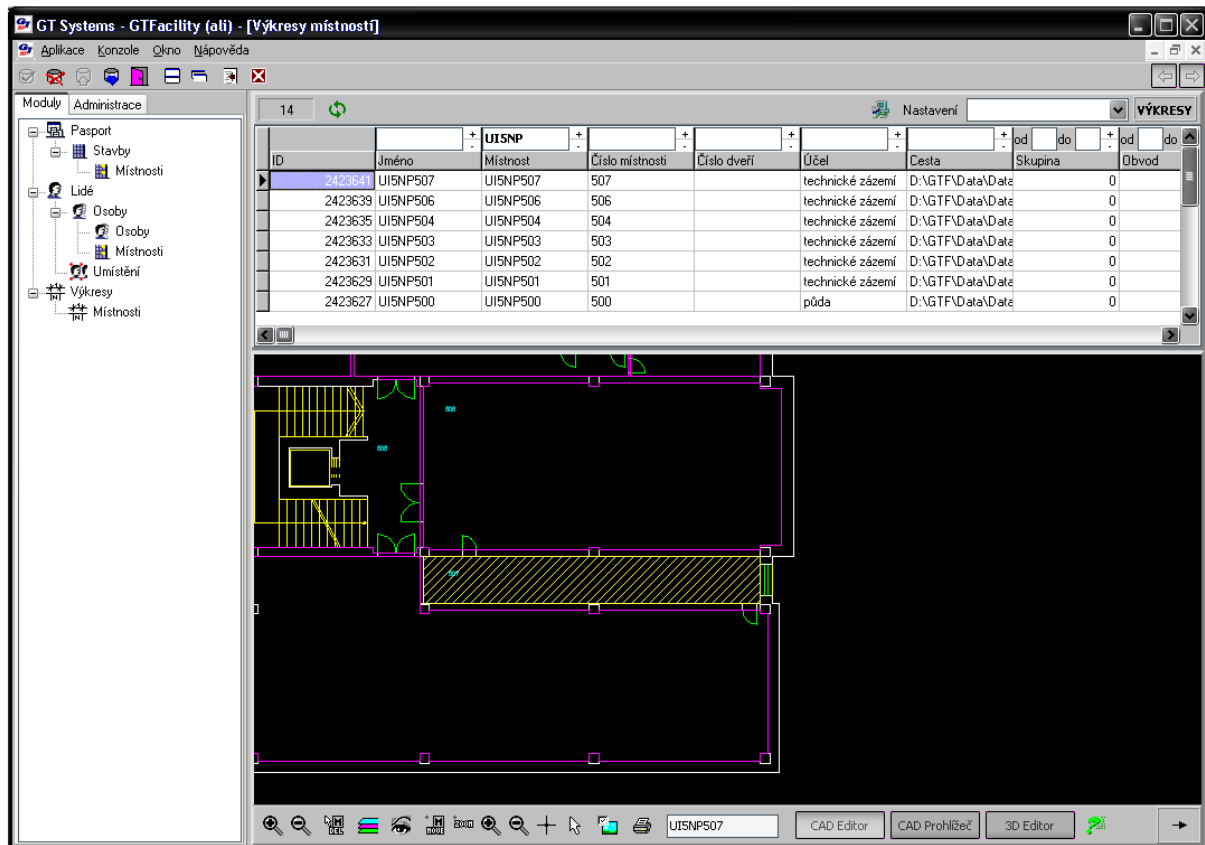 GT Systems - GTFacility (ali) - [Výkresy místností]
Aplikace Konzole Okno Nápověda
Moduly Administrace
Pasport
Stavby
Místnosti
Lidé
Osoby
Osoby
Místnosti
Umístění
Výkresy
Místnosti
14 Nastavení VÝKRESY
UI5NP od do od do
ID Jméno Místnost Číslo místnosti Číslo dveří Účel Cesta Skupina Obvod
2423641 UI5NP507 UI5NP507 507 technické zázemí D:\GTF\Data\Data 0
2423639 UI5NP506 UI5NP506 506 technické zázemí D:\GTF\Data\Data 0
2423635 UI5NP504 UI5NP504 504 technické zázemí D:\GTF\Data\Data 0
2423633 UI5NP503 UI5NP503 503 technické zázemí D:\GTF\Data\Data 0
2423631 UI5NP502 UI5NP502 502 technické zázemí D:\GTF\Data\Data 0
2423629 UI5NP501 UI5NP501 501 technické zázemí D:\GTF\Data\Data 0
2423627 UI5NP500 UI5NP500 500 půda D:\GTF\Data\Data 0
UI5NP507 CAD Editor CAD Prohlížeč 3D Editor